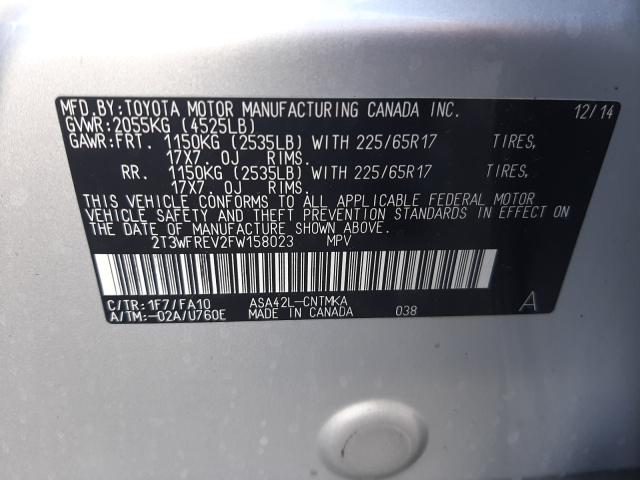 MFD.BY:TOYOTA MOTOR MANUFACTURING CANADA INC. 12/14
GVWR:2055KG (4525LB)
GAWR:FRT. 1150KG (2535LB) WITH 225/65R17 TIRES,
17X7.0J RIMS.
RR. 1150KG (2535LB) WITH 225/65R17 TIRES,
17X7.0J RIMS.
THIS VEHICLE CONFORMS TO ALL APPLICABLE FEDERAL MOTOR
VEHICLE SAFETY AND THEFT PREVENTION STANDARDS IN EFFECT ON
THE DATE OF MANUFACTURE SHOWN ABOVE.
2T3WFREV2FW158023 MPV
C/TR:1F7/FA10 ASA42L-CNTMKA
A/TM:-02A/U760E MADE IN CANADA 038 A